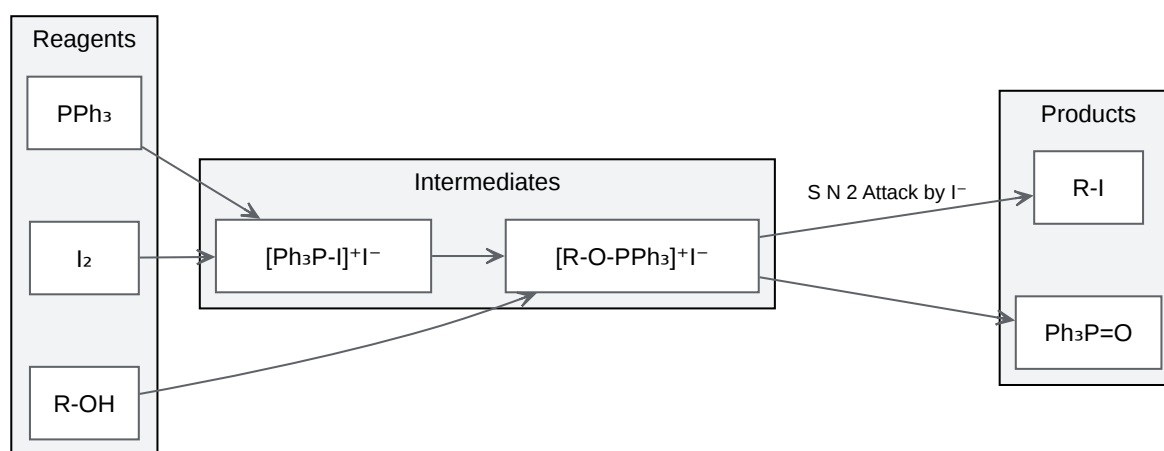 Reagents
PPh₃
I₂
R-OH
Intermediates
[Ph₃P-I]⁺I⁻
[R-O-PPh₃]⁺I⁻
S N 2 Attack by I⁻
Products
R-I
Ph₃P=O